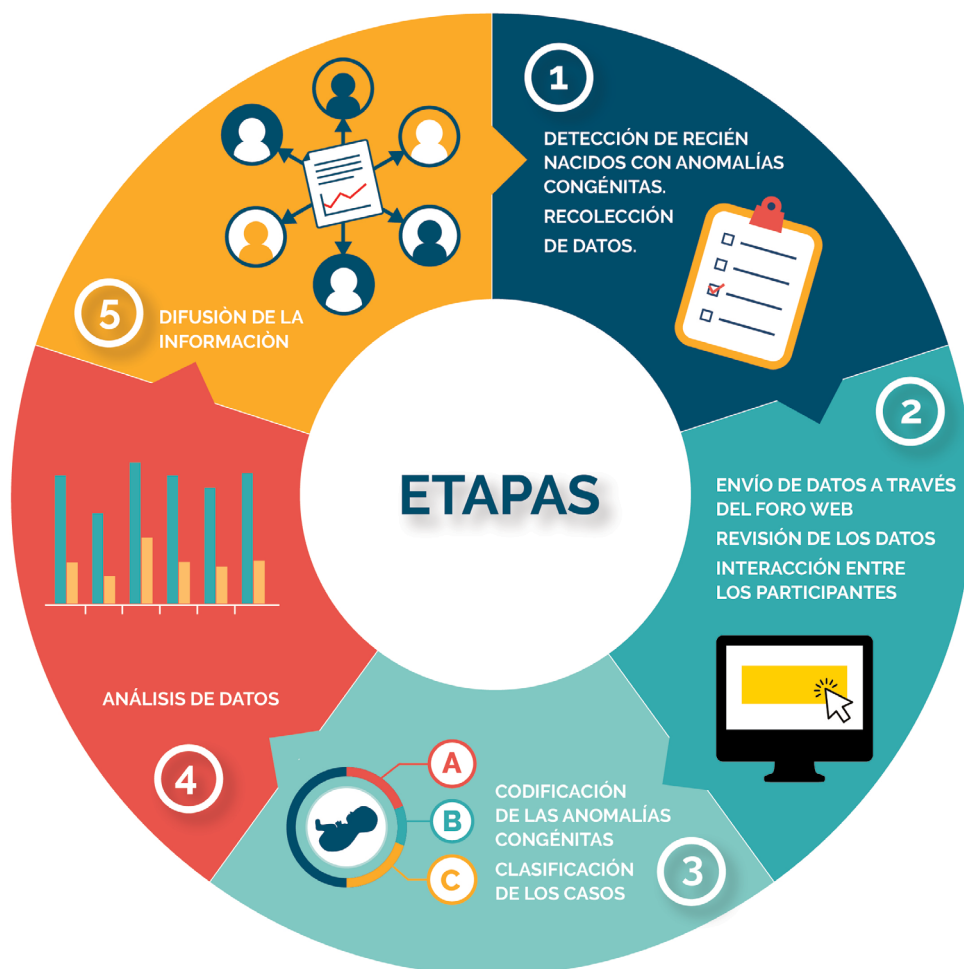 ETAPAS
1
DETECCIÓN DE RECIÉN
NACIDOS CON ANOMALÍAS
CONGÉNITAS.
RECOLECCIÓN
DE DATOS.
2
ENVÍO DE DATOS A TRAVÉS
DEL FORO WEB
REVISIÓN DE LOS DATOS
INTERACCIÓN ENTRE
LOS PARTICIPANTES
3
A
B
C
CODIFICACIÓN
DE LAS ANOMALÍAS
CONGÉNITAS
CLASIFICACIÓN
DE LOS CASOS
4
ANÁLISIS DE DATOS
5
DIFUSIÒN DE LA
INFORMACIÒN